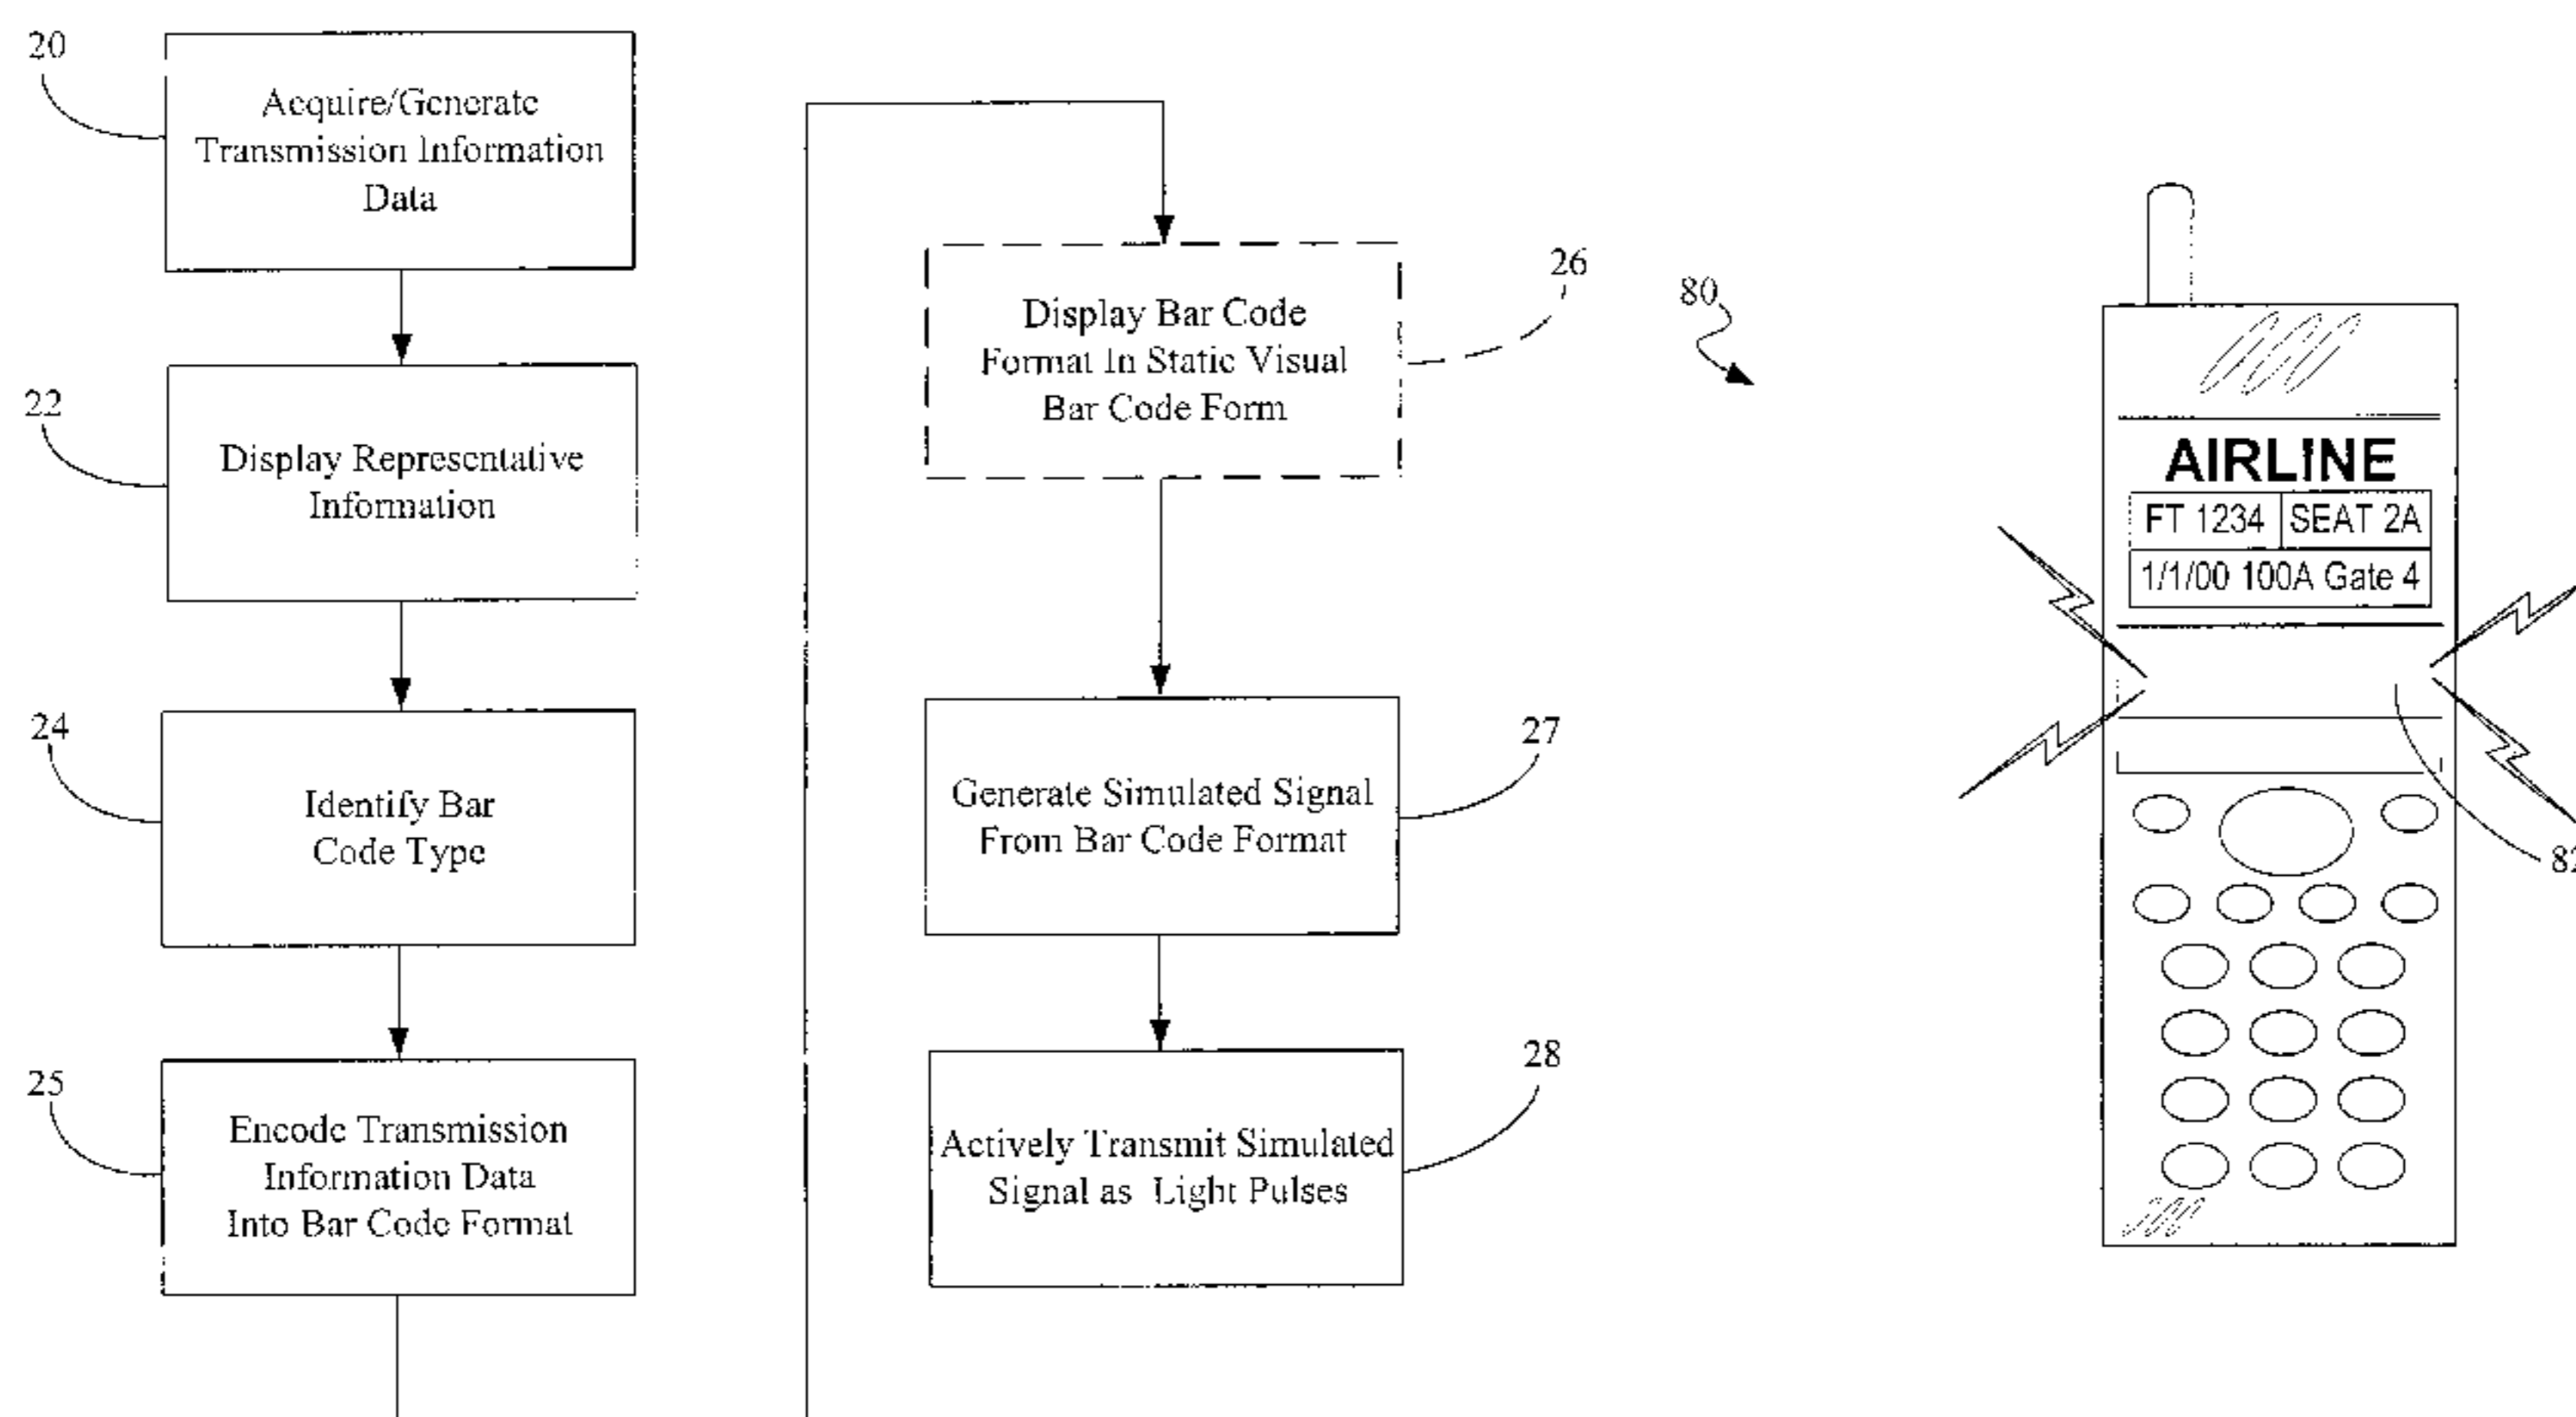 20
Acquire/Generate
Transmission Information
Data
22
Display Representative
Information
24
Identify Bar
Code Type
25
Encode Transmission
Information Data
Into Bar Code Format
26
Display Bar Code
Format In Static Visual
Bar Code Form
27
Generate Simulated Signal
From Bar Code Format
28
Actively Transmit Simulated
Signal as Light Pulses
80
AIRLINE
FT 1234 SEAT 2A
1/1/00 100A Gate 4